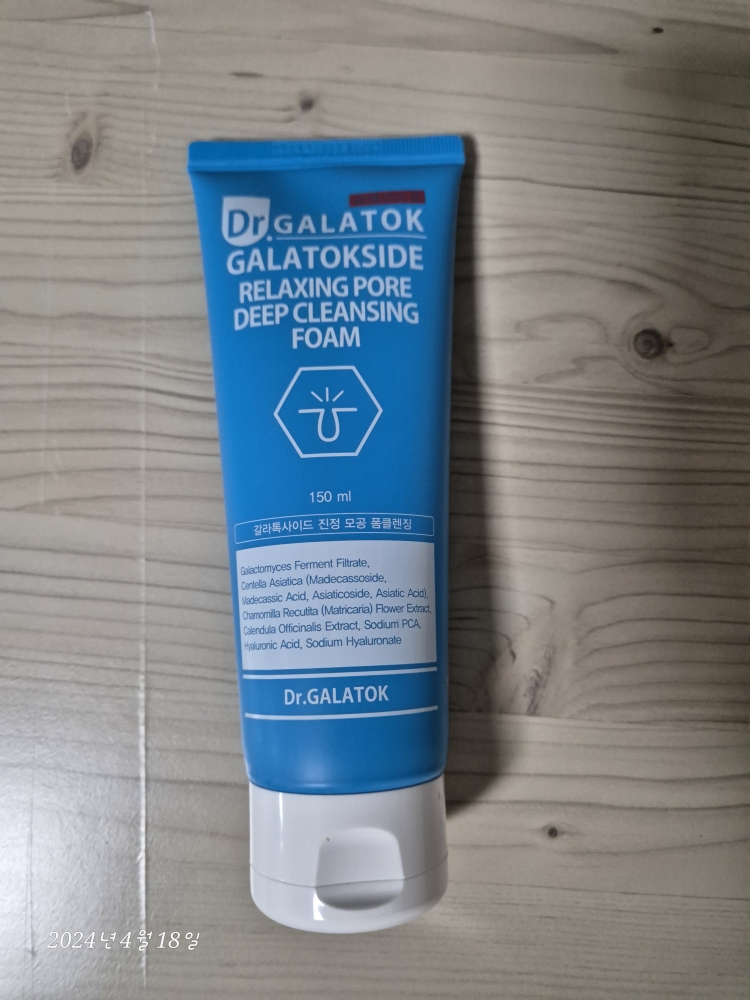 Dr.GALATOK
GALATOKSIDE
RELAXING PORE
DEEP CLEANSING
FOAM
150 ml
갈라톡사이드 진정 모공 폼클렌징
Galactomyces Ferment Filtrate,
Centella Asiatica (Madecassoside,
Madecassic Acid, Asiaticoside, Asiatic Acid),
Chamomilla Recutita (Matricaria) Flower Extract,
Calendula Officinalis Extract, Sodium PCA,
Hyaluronic Acid, Sodium Hyaluronate
Dr.GALATOK
2024년 4월 18일